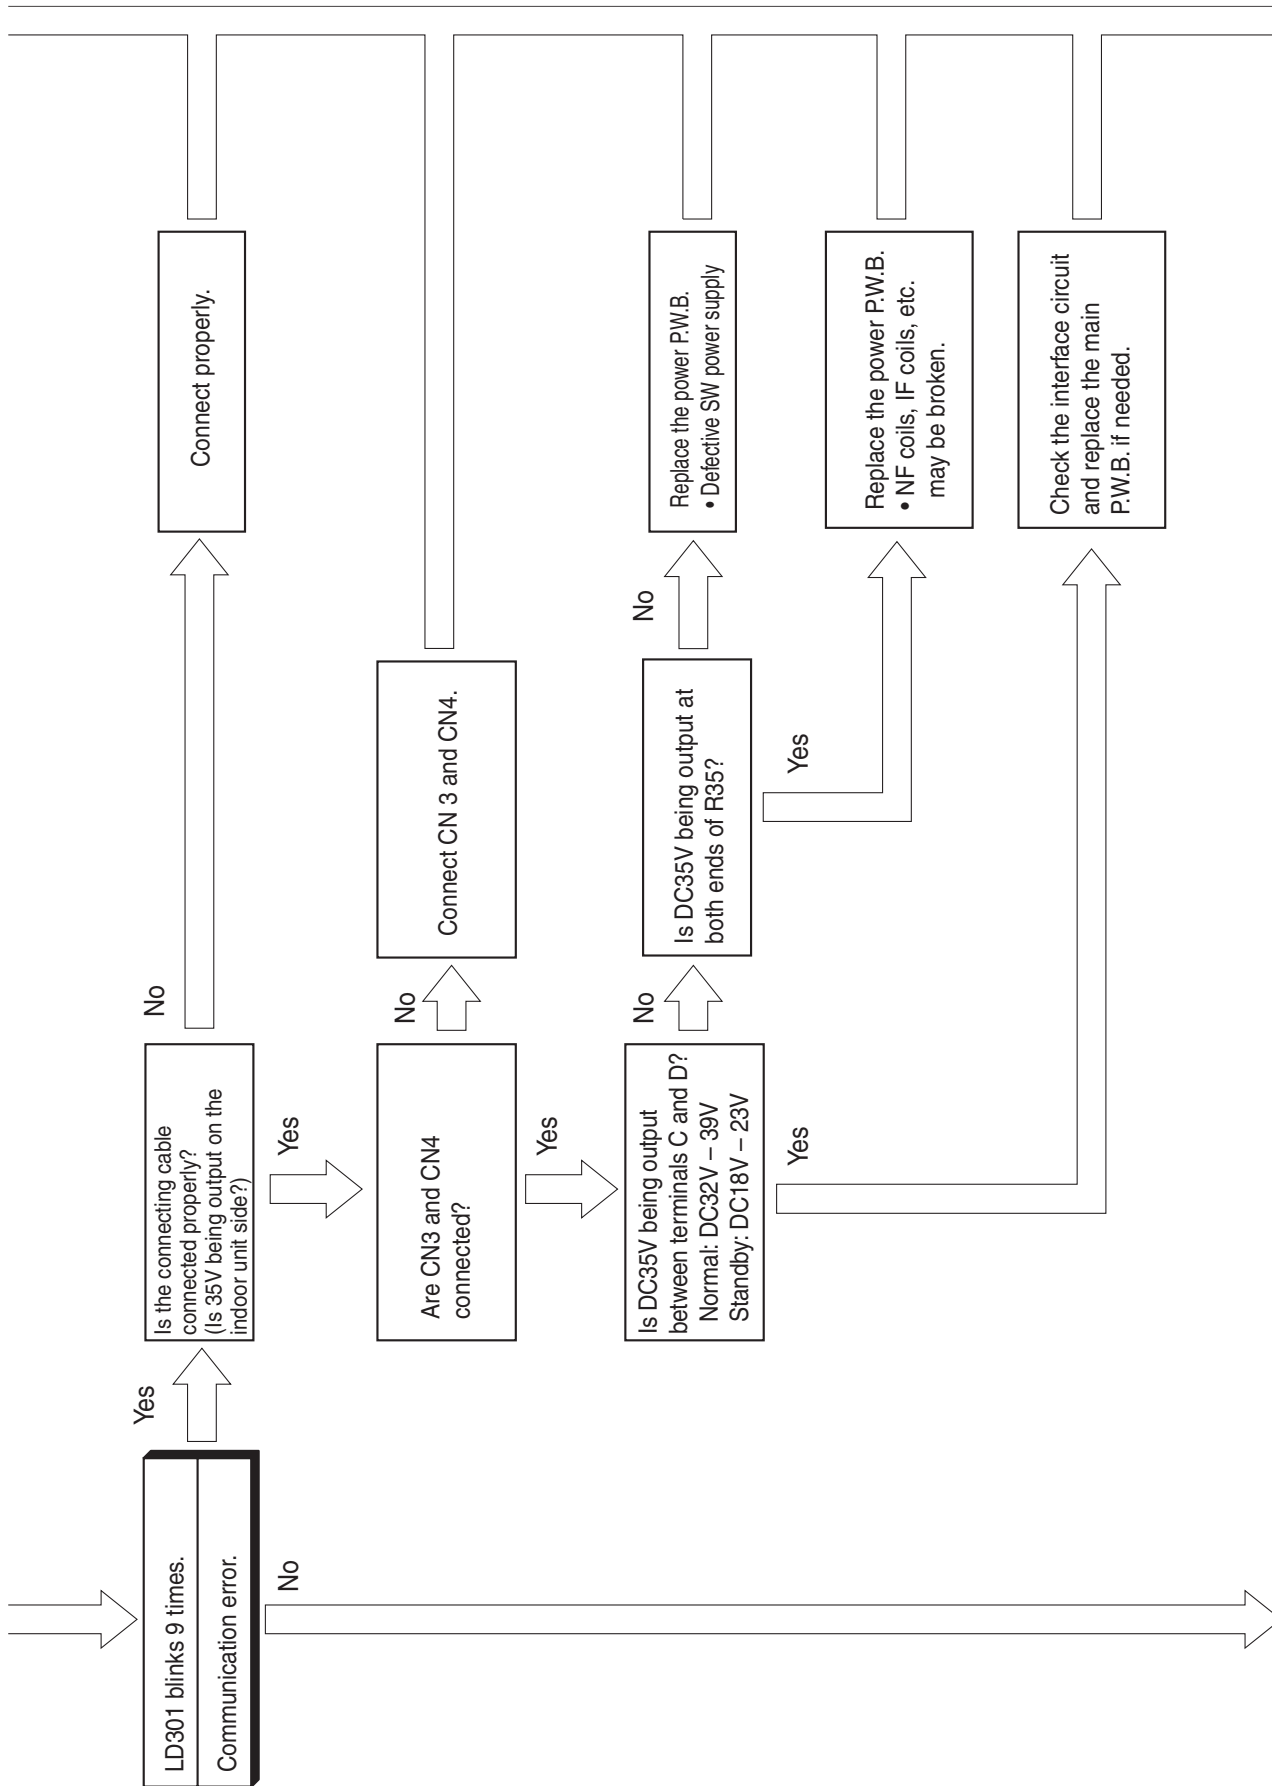 LD301 blinks 9 times.
Communication error.
Yes
No
Is the connecting cable
connected properly?
(Is 35V being output on the
indoor unit side?)
No
Connect properly.
Yes
Are CN3 and CN4
connected?
No
Connect CN 3 and CN4.
Yes
Is DC35V being output
between terminals C and D?
Normal: DC32V – 39V
Standby: DC18V – 23V
No
Is DC35V being output at
both ends of R35?
No
Replace the power P.W.B.
• Defective SW power supply
Yes
Replace the power P.W.B.
• NF coils, IF coils, etc.
may be broken.
Yes
Check the interface circuit
and replace the main
P.W.B. if needed.